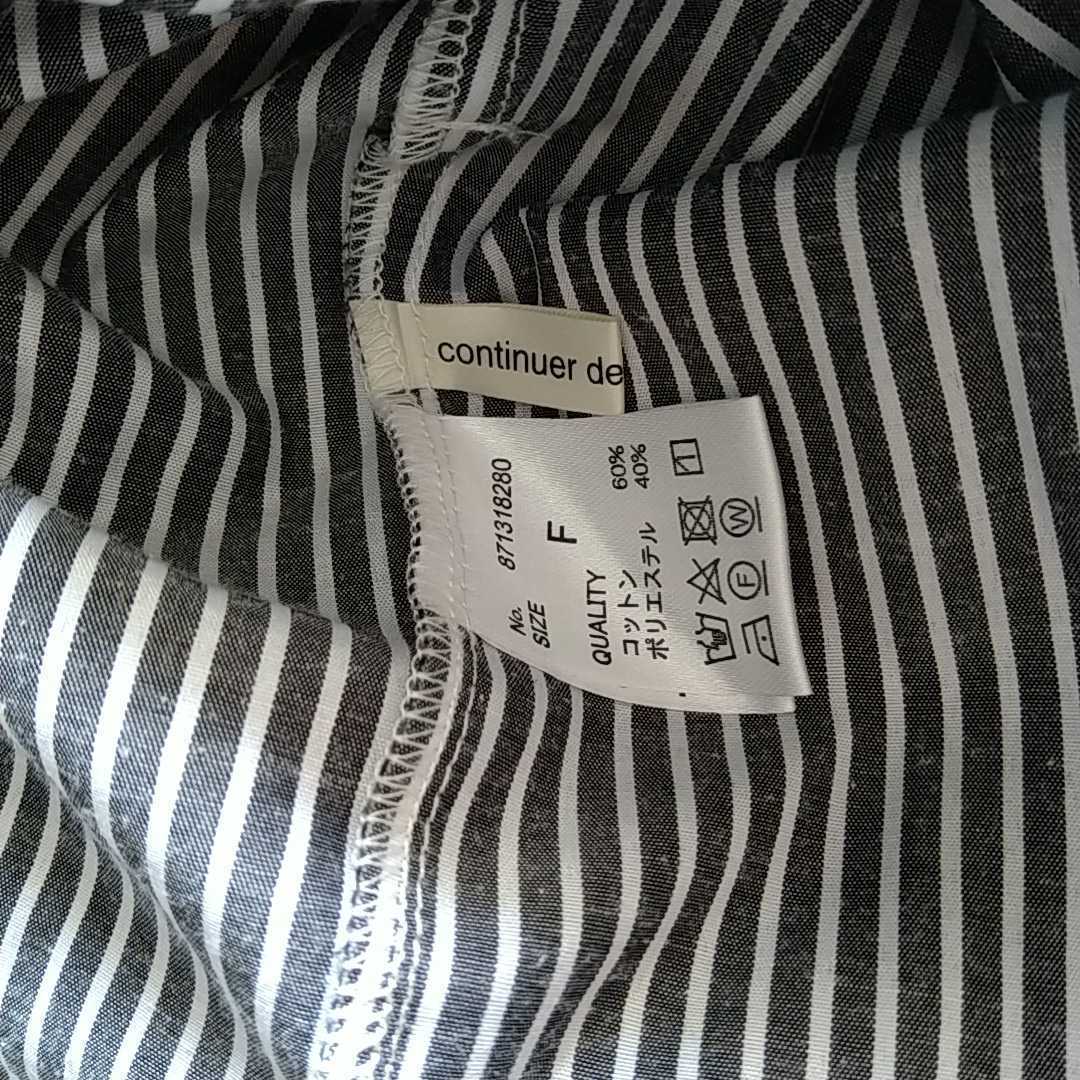 continuer de
No. 871318280
SIZE F
QUALITY
コットン 60%
ポリエステル 40%
F W